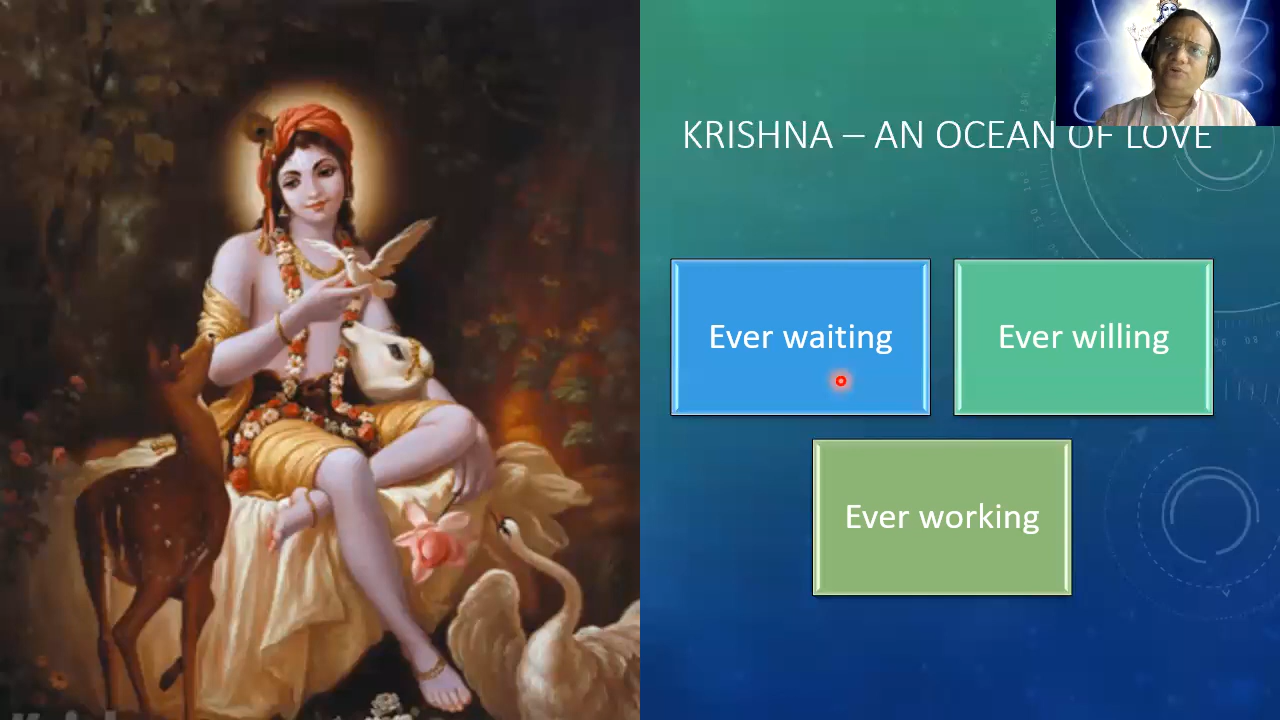 KRISHNA – AN OCEAN OF LOVE
Ever waiting
Ever willing
Ever working